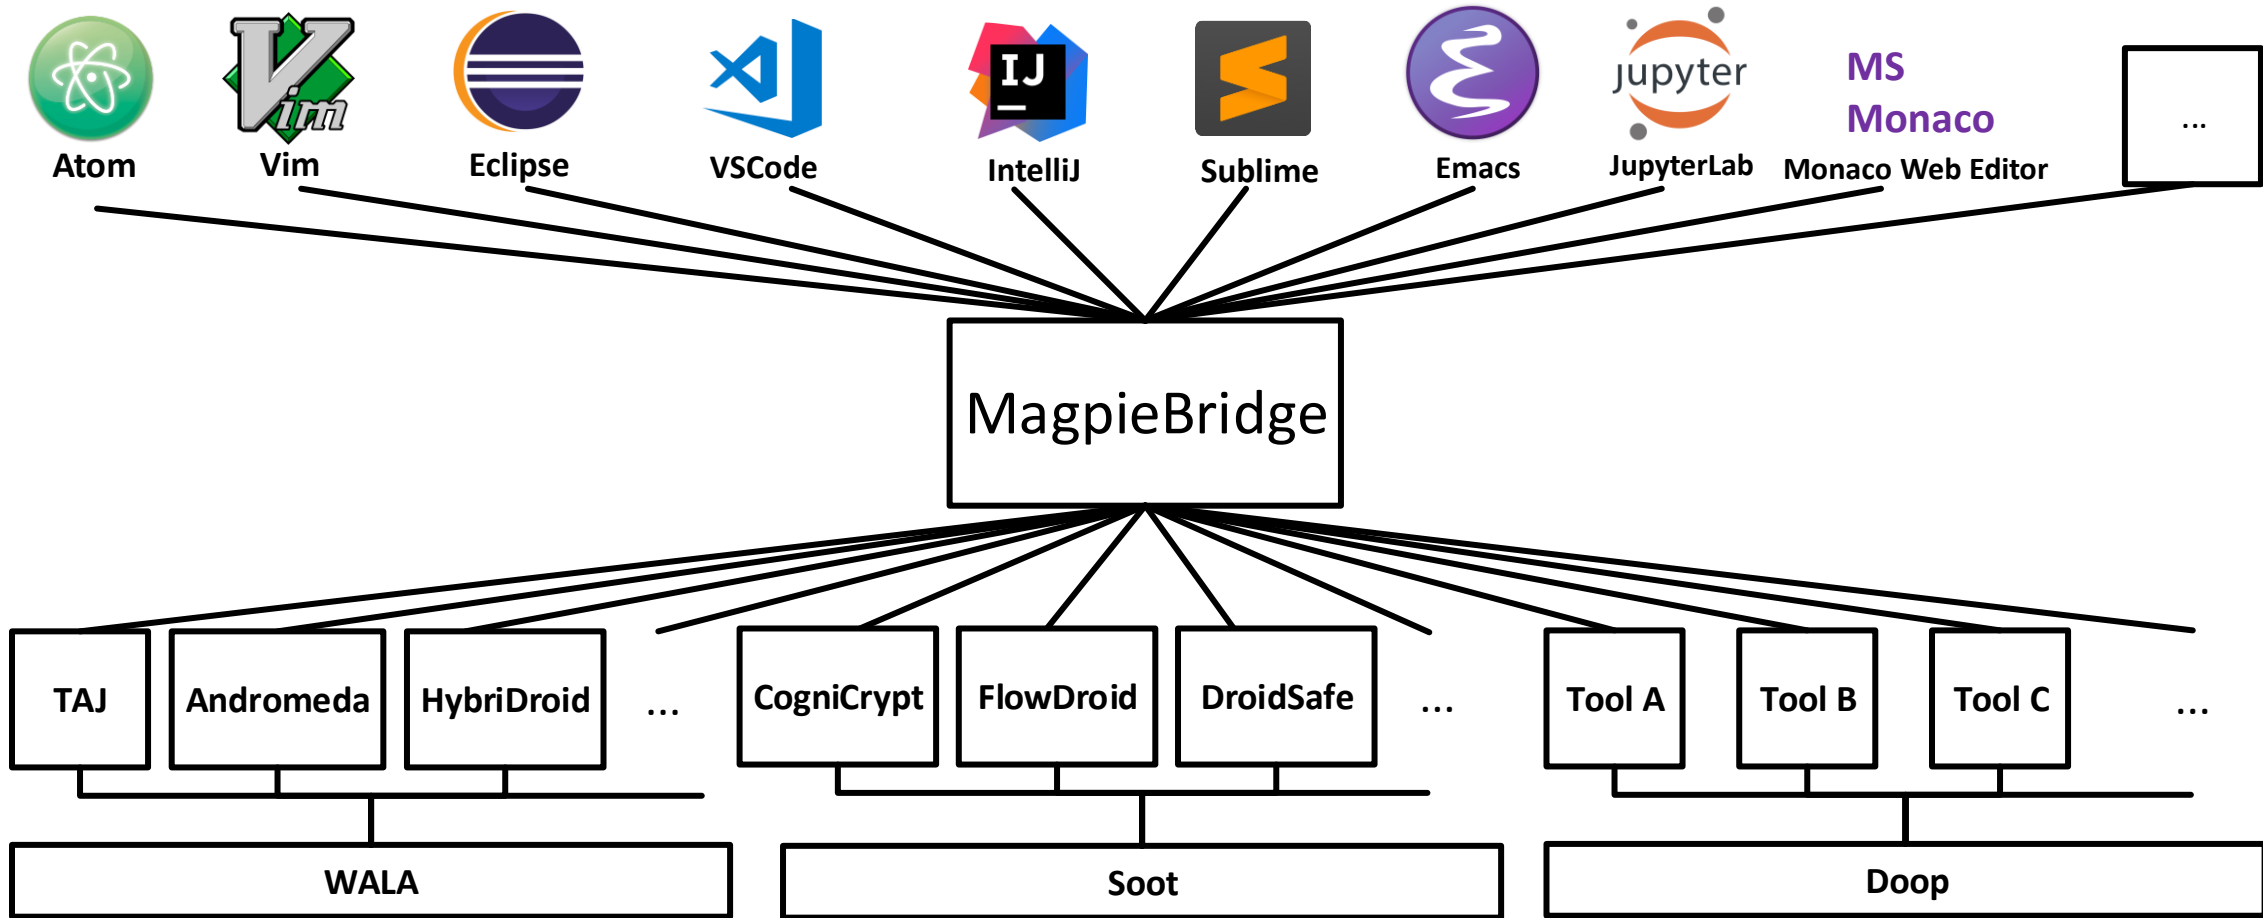 Vim
IJ
jupyter
MS
Monaco
...
Atom
Vim
Eclipse
VSCode
IntelliJ
Sublime
Emacs
JupyterLab
Monaco Web Editor
MagpieBridge
TAJ
Andromeda
HybriDroid
...
CogniCrypt
FlowDroid
DroidSafe
...
Tool A
Tool B
Tool C
...
WALA
Soot
Doop